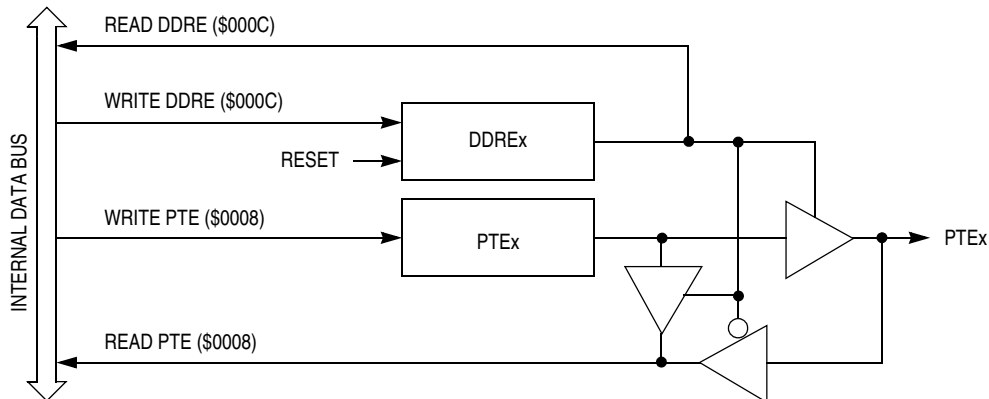 READ DDRE ($000C)
WRITE DDRE ($000C)
DDREx
RESET
WRITE PTE ($0008)
PTEx
PTEx
READ PTE ($0008)
INTERNAL DATA BUS